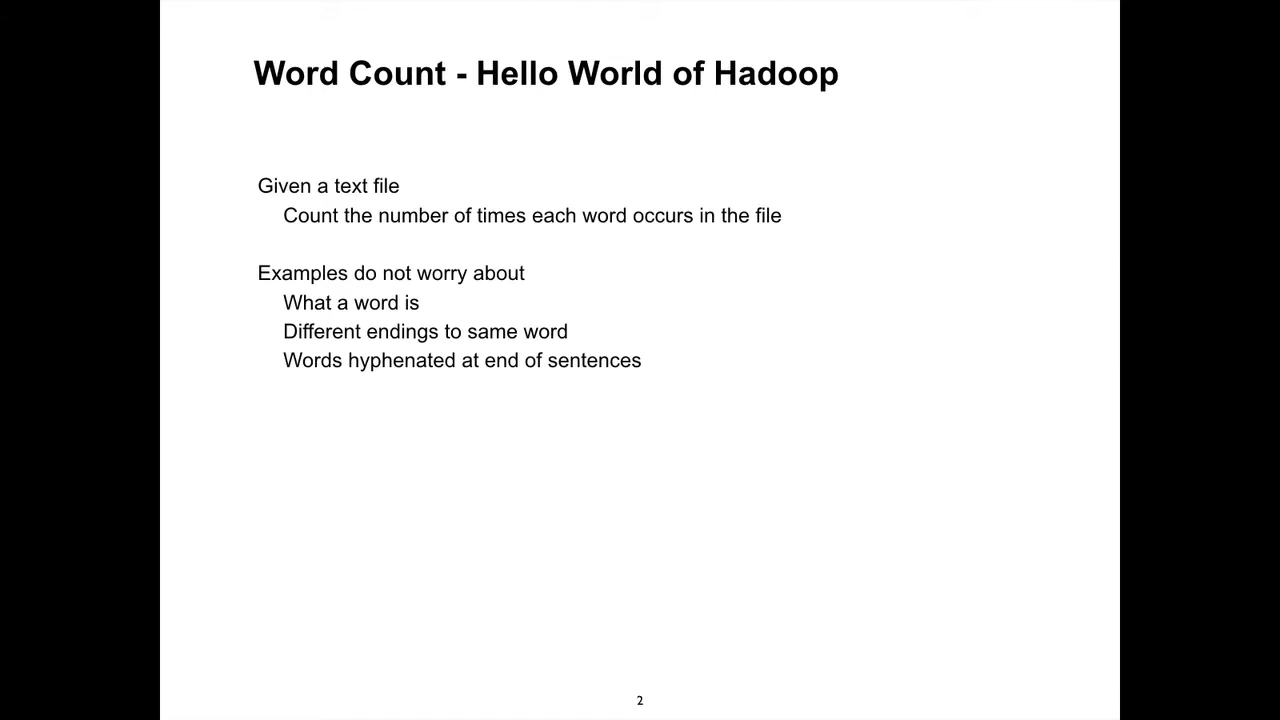 Word Count - Hello World of Hadoop
Given a text file
Count the number of times each word occurs in the file
Examples do not worry about
What a word is
Different endings to same word
Words hyphenated at end of sentences
2